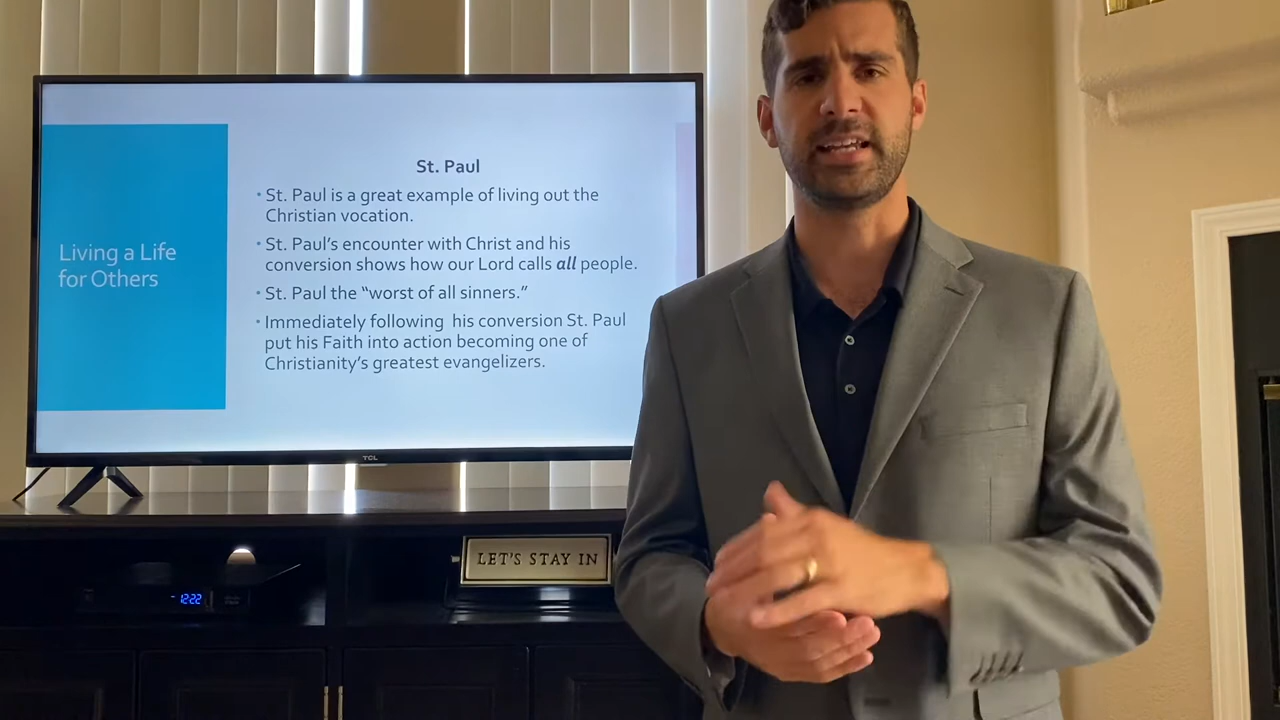 St. Paul
• St. Paul is a great example of living out the
Christian vocation.
• St. Paul's encounter with Christ and his
conversion shows how our Lord calls all people.
• St. Paul the “worst of all sinners.”
• Immediately following his conversion St. Paul
put his Faith into action becoming one of
Christianity's greatest evangelizers.
Living a Life
for Others
TCL
LET'S STAY IN
12:22